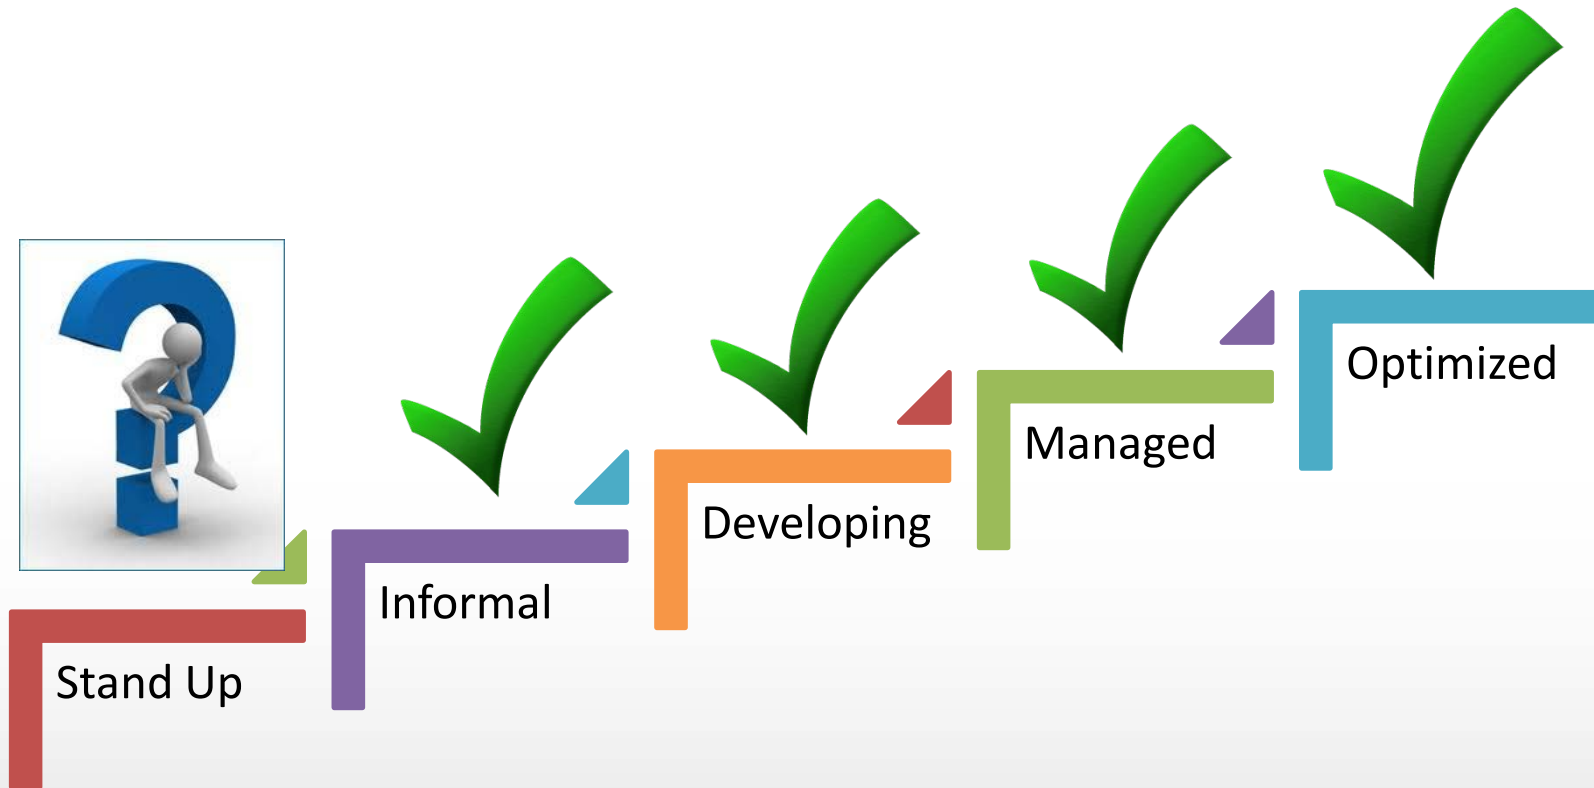 Stand Up
Informal
Developing
Managed
Optimized